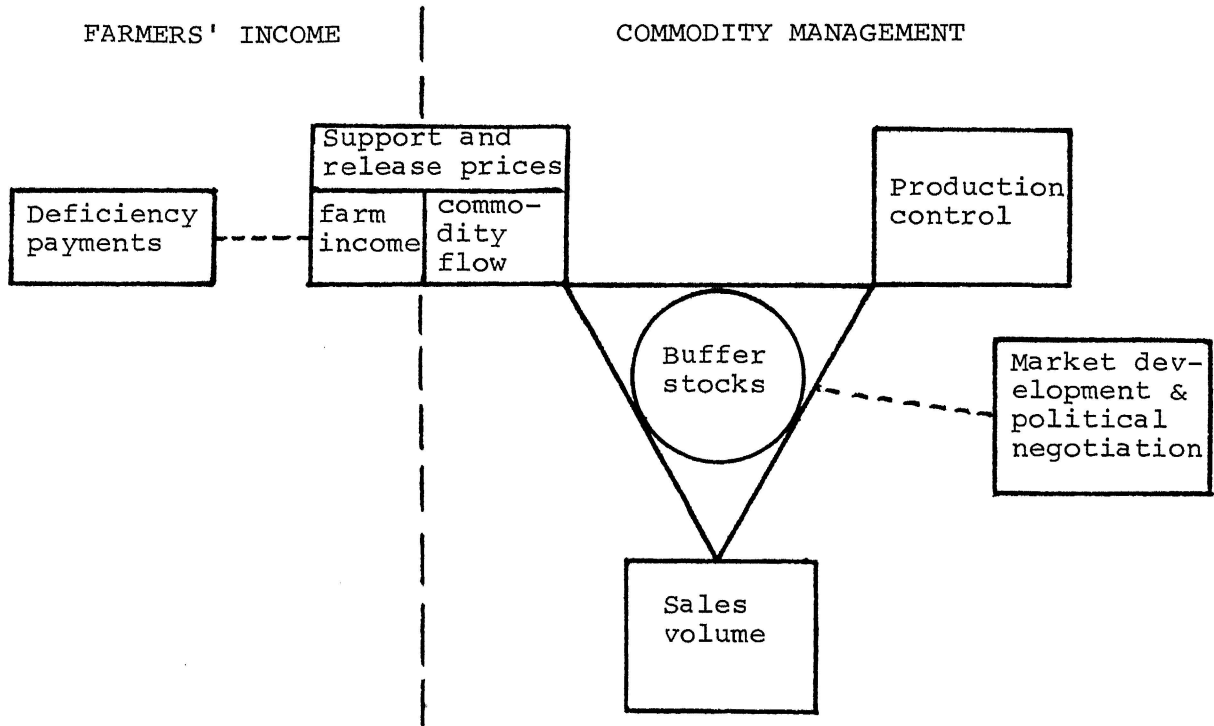 FARMERS' INCOME
COMMODITY MANAGEMENT
Support and
release prices
Deficiency
payments
farm
income
commo-
dity
flow
Production
control
Buffer
stocks
Market dev-
elopment &
political
negotiation
Sales
volume